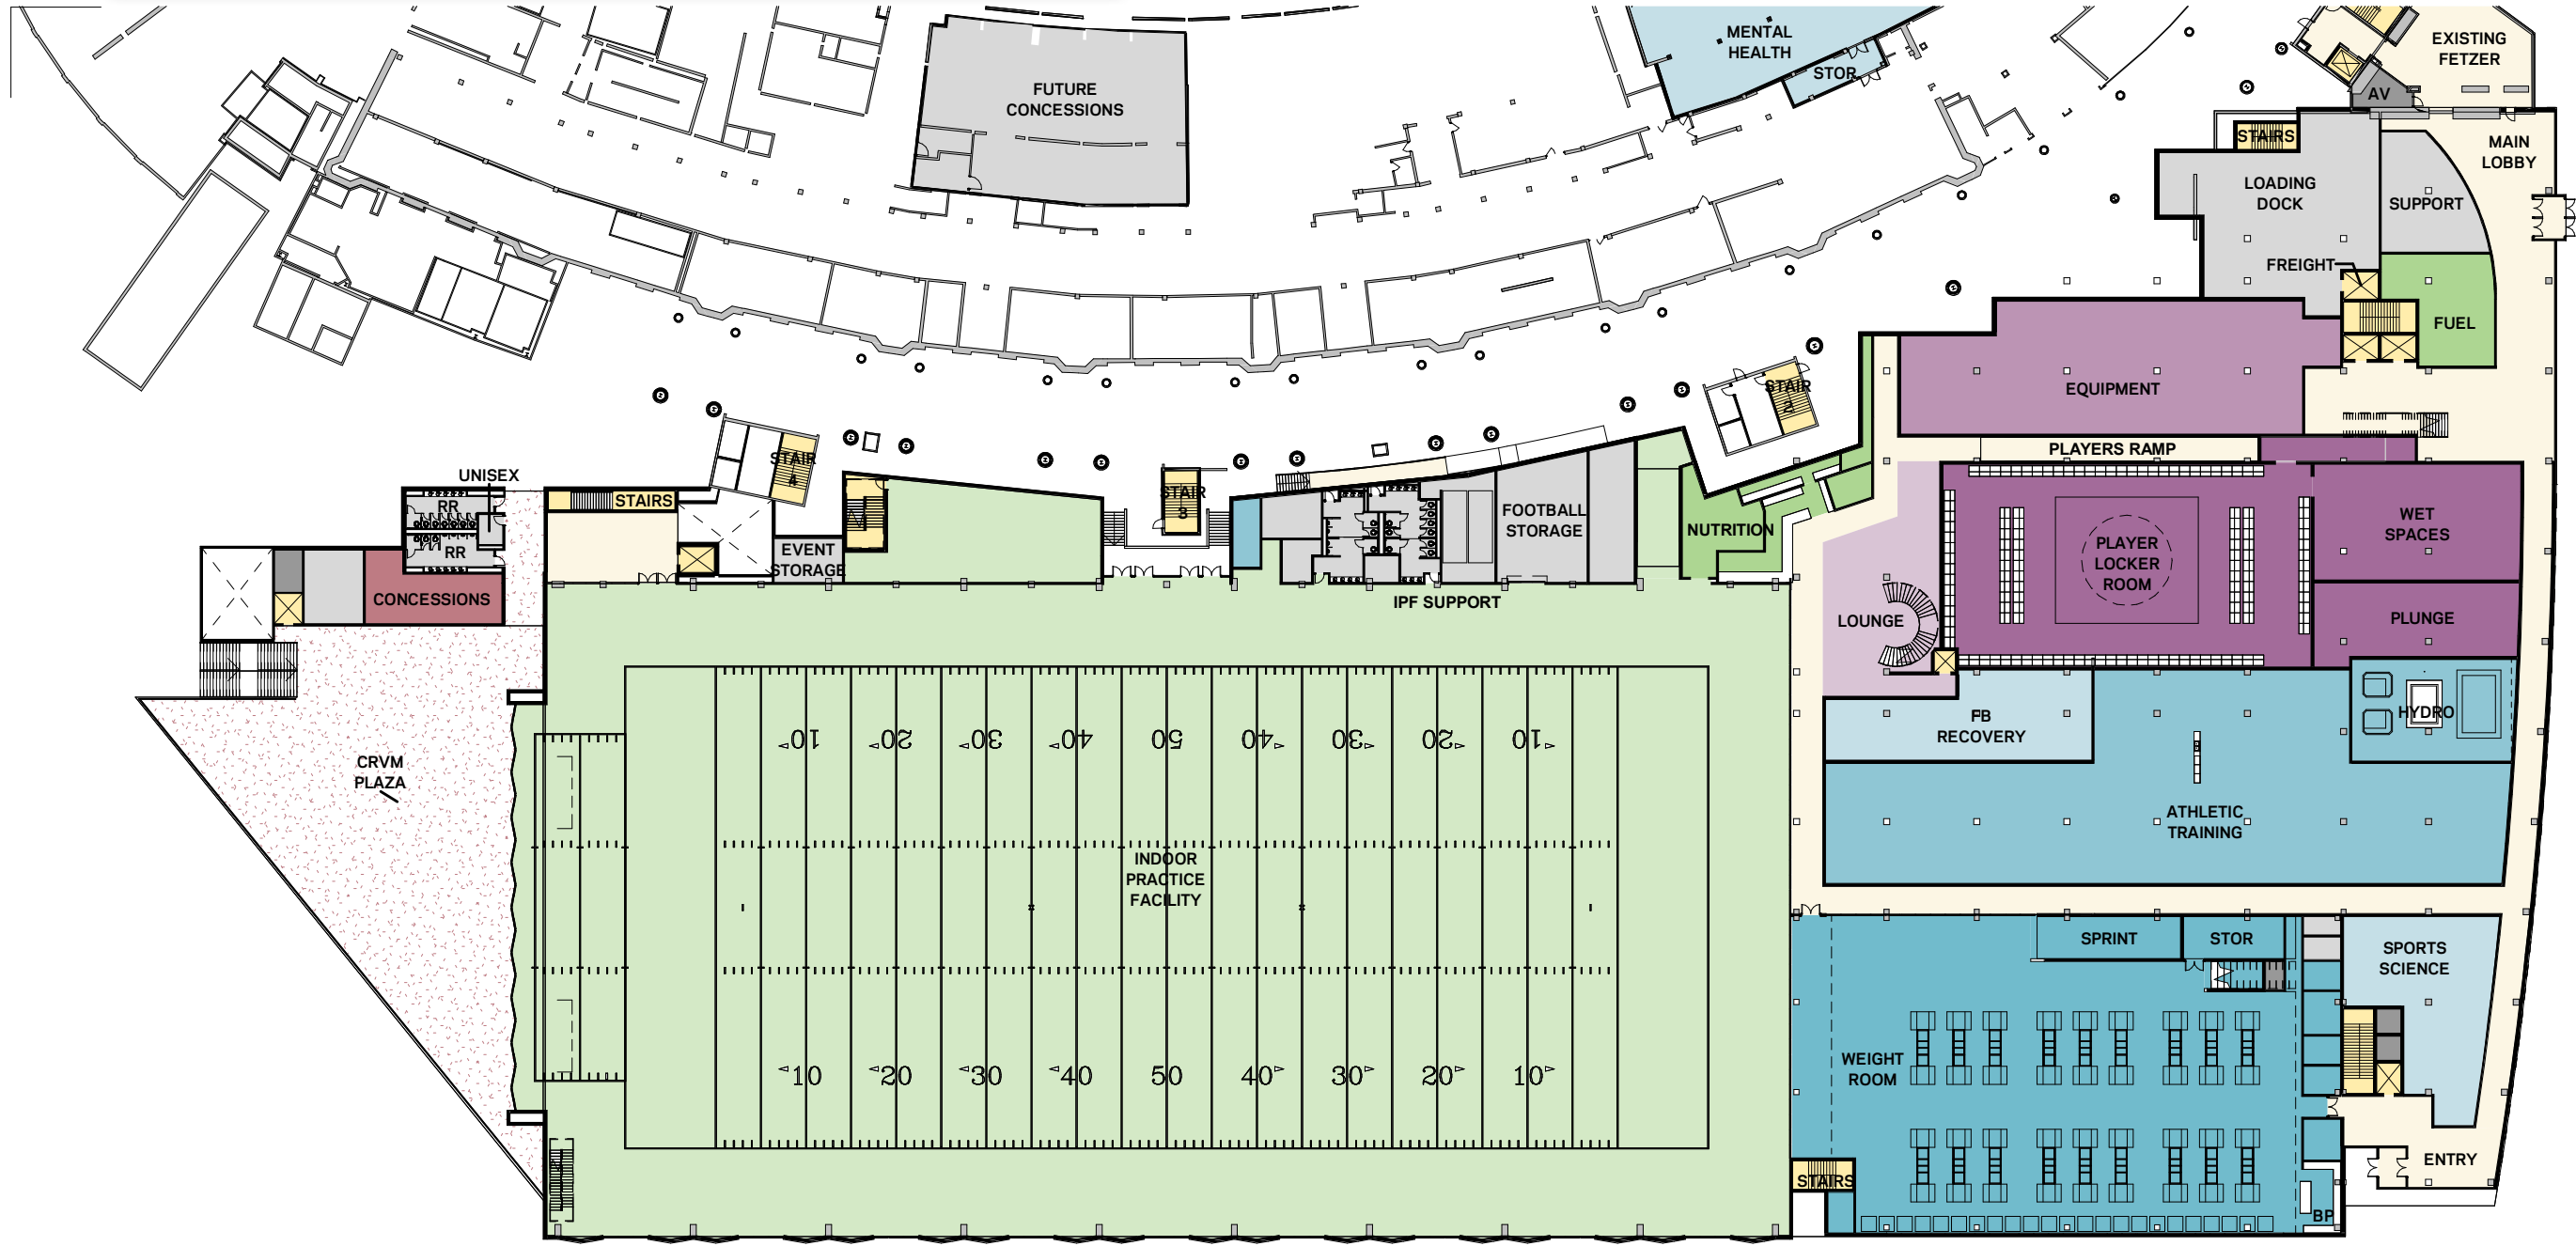 MENTAL
HEALTH
STOR
EXISTING
FETZER
AV
FUTURE
CONCESSIONS
STAIRS
MAIN
LOBBY
LOADING
DOCK
SUPPORT
FREIGHT
FUEL
EQUIPMENT
STAIR
2
PLAYERS RAMP
STAIR
4
UNISEX
RR
RR
STAIRS
STAIR
3
EVENT
STORAGE
FOOTBALL
STORAGE
NUTRITION
WET
SPACES
PLAYER
LOCKER
ROOM
CONCESSIONS
IPF SUPPORT
LOUNGE
PLUNGE
HYDRO
FB
RECOVERY
10 20 30 40 50 40 30 20 10
CRVM
PLAZA
ATHLETIC
TRAINING
INDOOR
PRACTICE
FACILITY
SPRINT
STOR
SPORTS
SCIENCE
WEIGHT
ROOM
10 20 30 40 50 40 30 20 10
ENTRY
STAIRS
BP